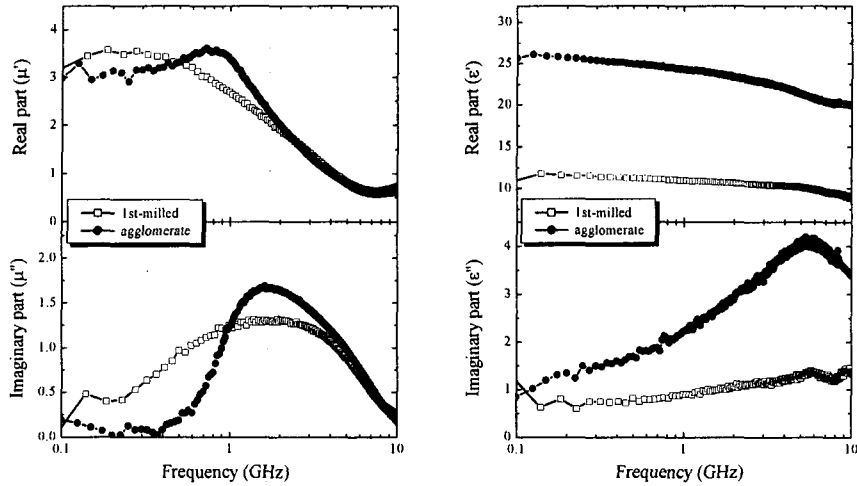 Real part (μ')
4
3
2
1
0
1st-milled
agglomerate
Imaginary part (μ'')
2.0
1.5
1.0
0.5
0.0
0.1
1
10
Frequency (GHz)
Real part (ε')
30
25
20
15
10
1st-milled
agglomerate
Imaginary part (ε'')
4
3
2
1
0
0.1
1
10
Frequency (GHz)